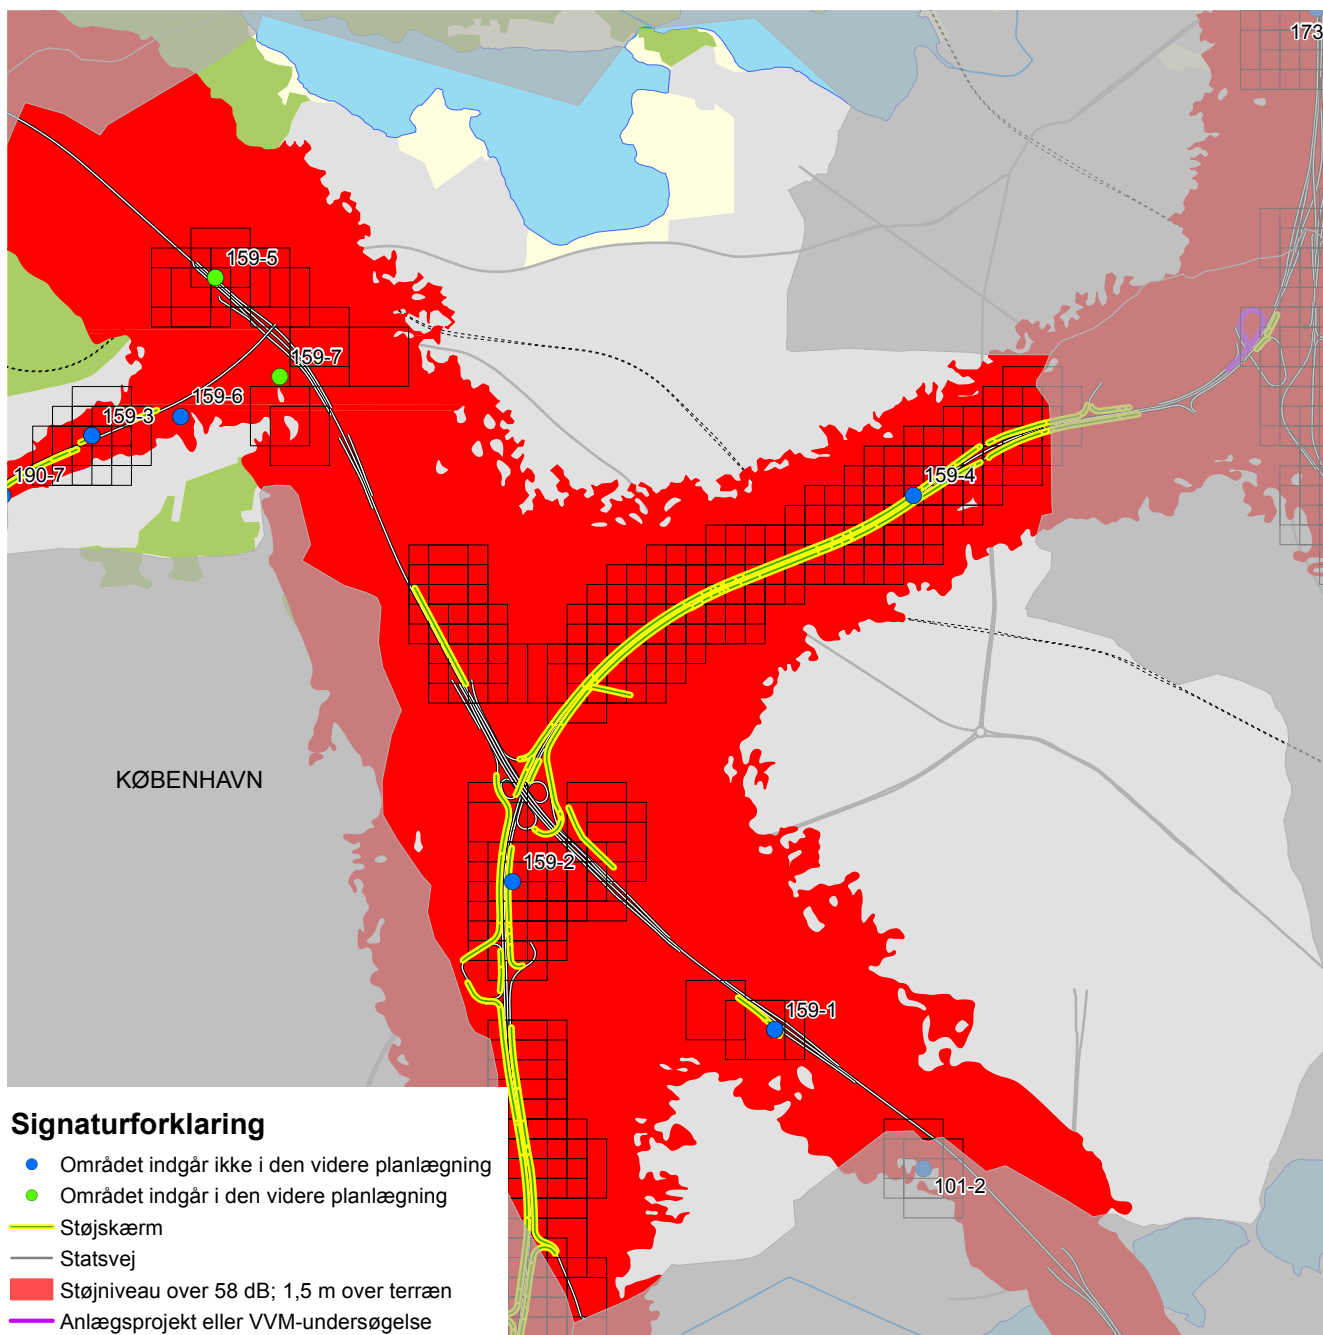 173
159-5
159-7
159-6
159-3
190-7
159-4
KØBENHAVN
159-2
159-1
101-2
Signaturforklaring
Området indgår ikke i den videre planlægning
Området indgår i den videre planlægning
Støjskærm
Statsvej
Støjniveau over 58 dB; 1,5 m over terræn
Anlægsprojekt eller VVM-undersøgelse